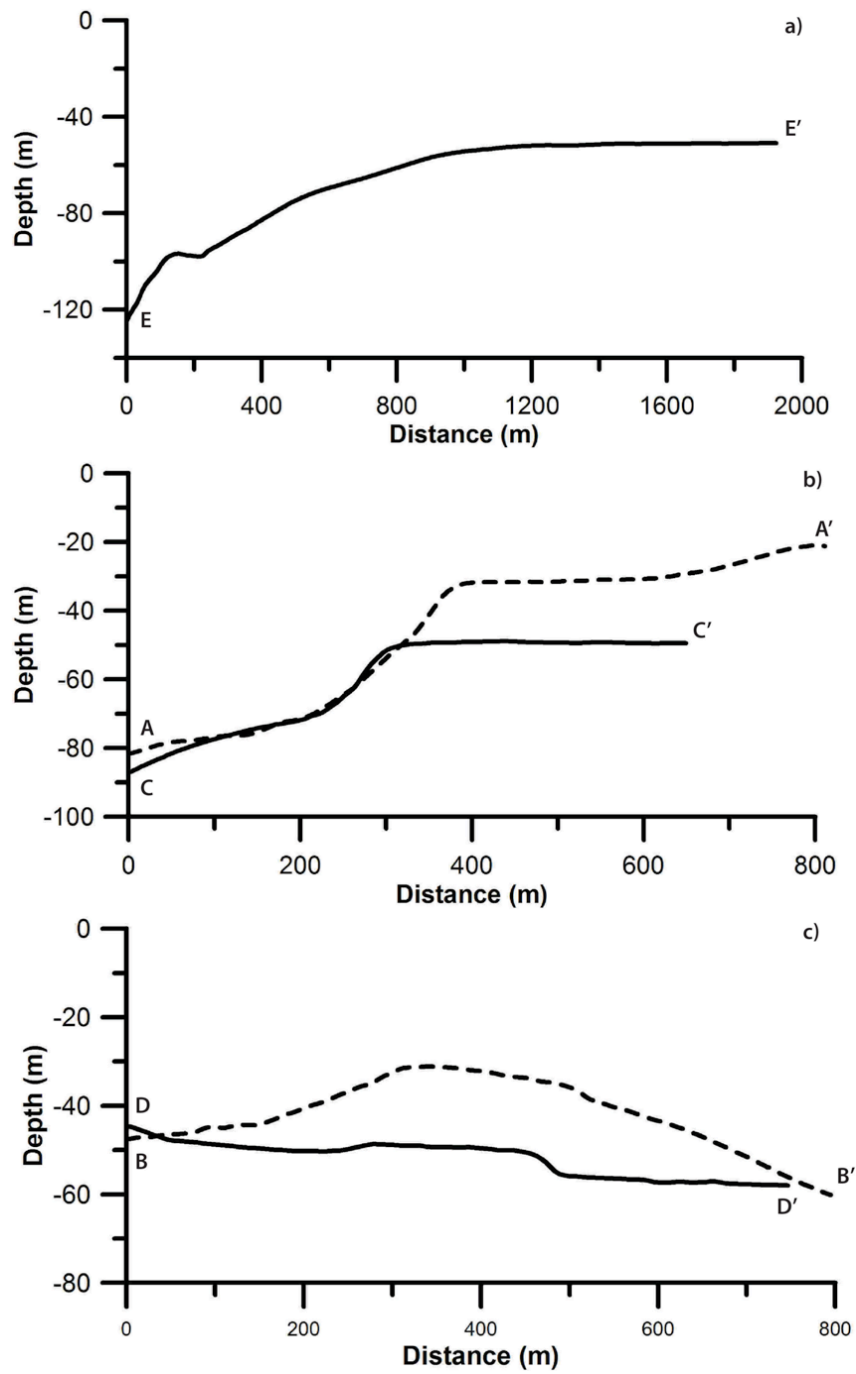 a)
0
-40
-80
-120
Depth (m)
E
E′
0 400 800 1200 1600 2000
Distance (m)
b)
0
-20
-40
-60
-80
-100
Depth (m)
A
A′
C
C′
0 200 400 600 800
Distance (m)
c)
0
-20
-40
-60
-80
Depth (m)
D
B
B′
D′
0 200 400 600 800
Distance (m)